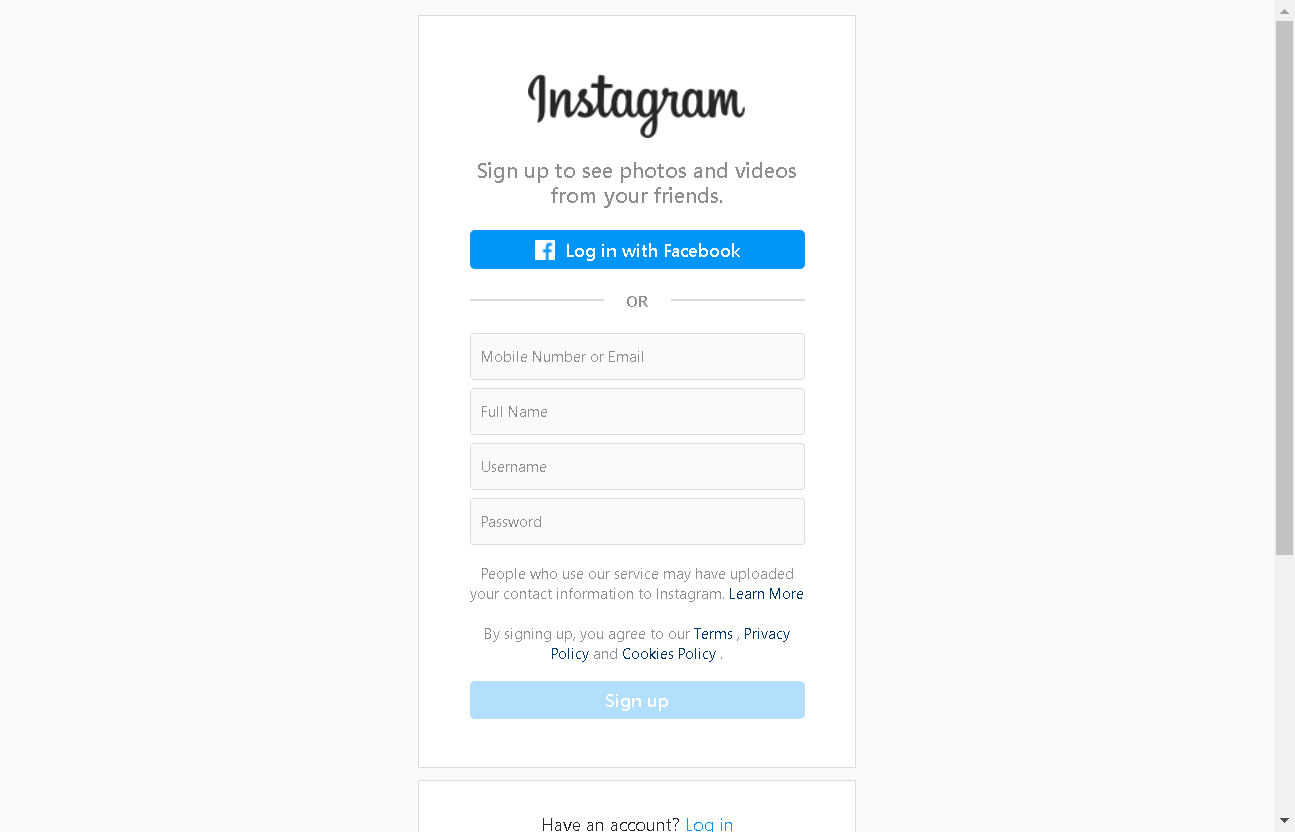 Instagram
Sign up to see photos and videos
from your friends.
Log in with Facebook
OR
Mobile Number or Email
Full Name
Username
Password
People who use our service may have uploaded
your contact information to Instagram. Learn More
By signing up, you agree to our Terms , Privacy
Policy and Cookies Policy .
Sign up
Have an account? Log in